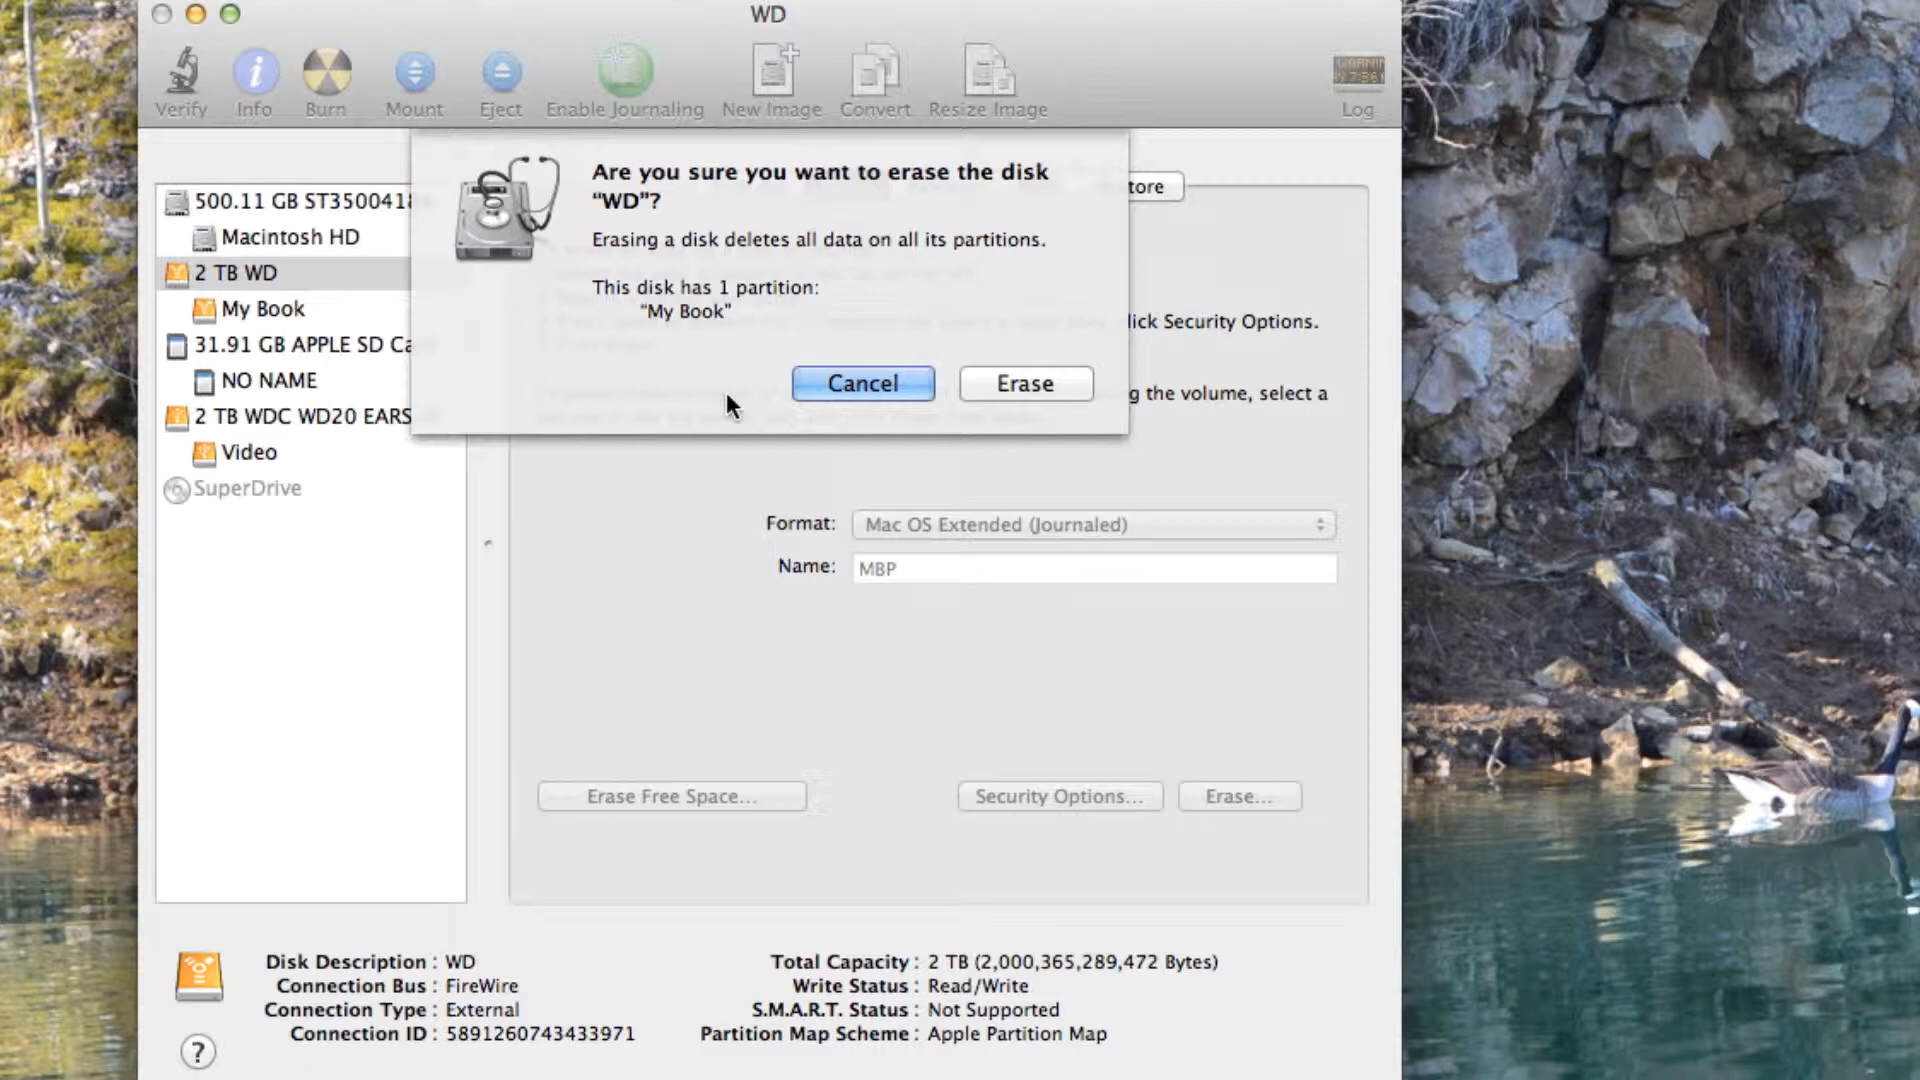 WD
Verify
Info
Burn
Mount
Eject
Enable Journaling
New Image
Convert
Resize Image
Log
Are you sure you want to erase the disk
“WD”?
Erasing a disk deletes all data on all its partitions.
This disk has 1 partition:
“My Book”
Cancel
Erase
500.11 GB ST3500418
Macintosh HD
2 TB WD
My Book
31.91 GB APPLE SD Ca
NO NAME
2 TB WDC WD20 EARS
Video
SuperDrive
tore
lick Security Options.
g the volume, select a
Format: Mac OS Extended (Journaled)
Name: MBP
Erase Free Space...
Security Options...
Erase...
Disk Description : WD
Connection Bus : FireWire
Connection Type : External
Connection ID : 5891260743433971
Total Capacity : 2 TB (2,000,365,289,472 Bytes)
Write Status : Read/Write
S.M.A.R.T. Status : Not Supported
Partition Map Scheme : Apple Partition Map
?